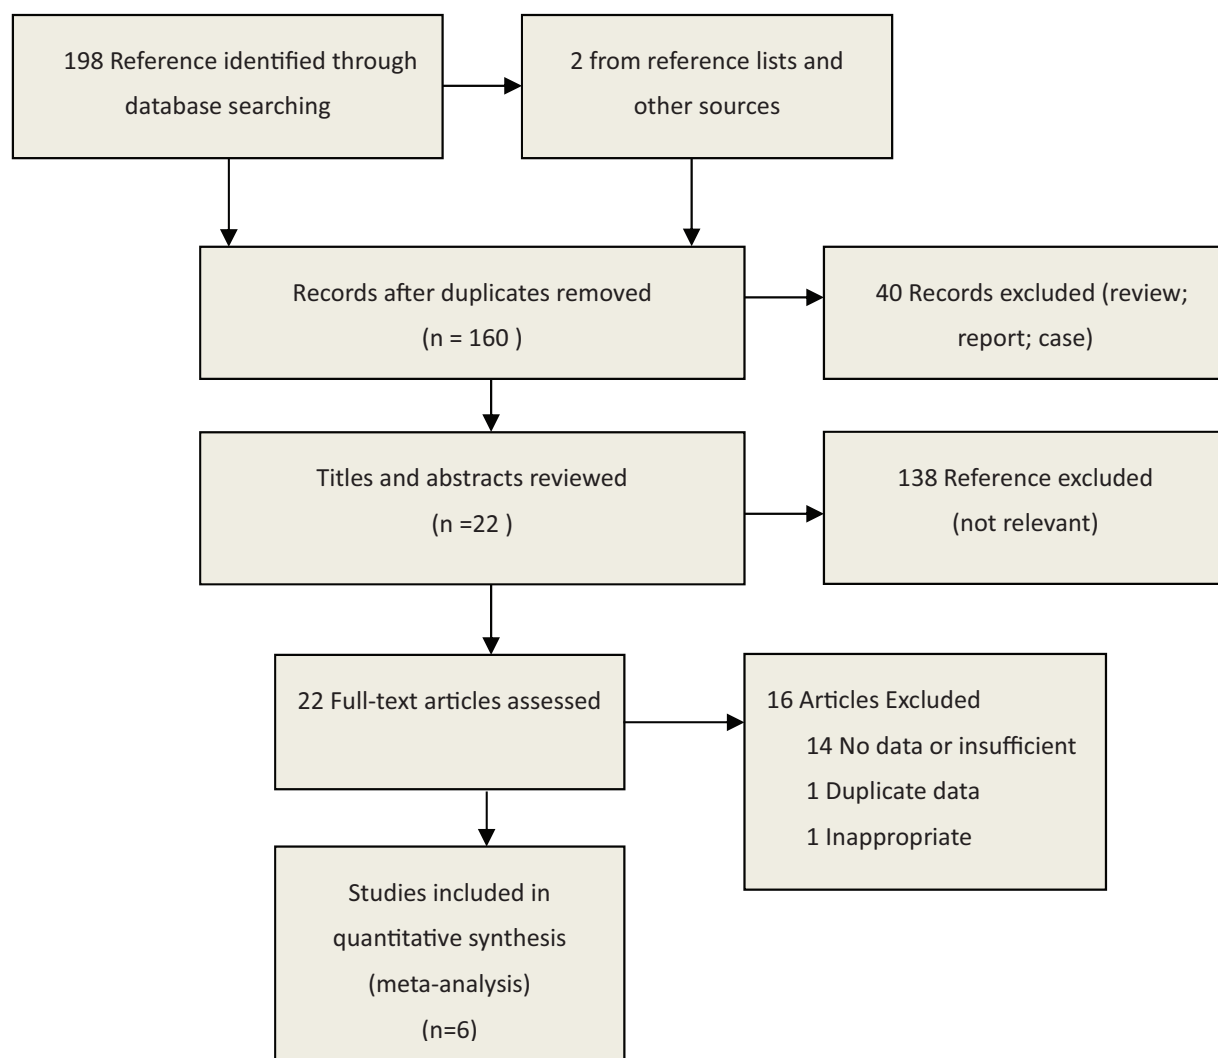 198 Reference identified through
database searching
2 from reference lists and
other sources
Records after duplicates removed
(n = 160 )
40 Records excluded (review;
report; case)
Titles and abstracts reviewed
(n =22 )
138 Reference excluded
(not relevant)
22 Full-text articles assessed
16 Articles Excluded
14 No data or insufficient
1 Duplicate data
1 Inappropriate
Studies included in
quantitative synthesis
(meta-analysis)
(n=6)